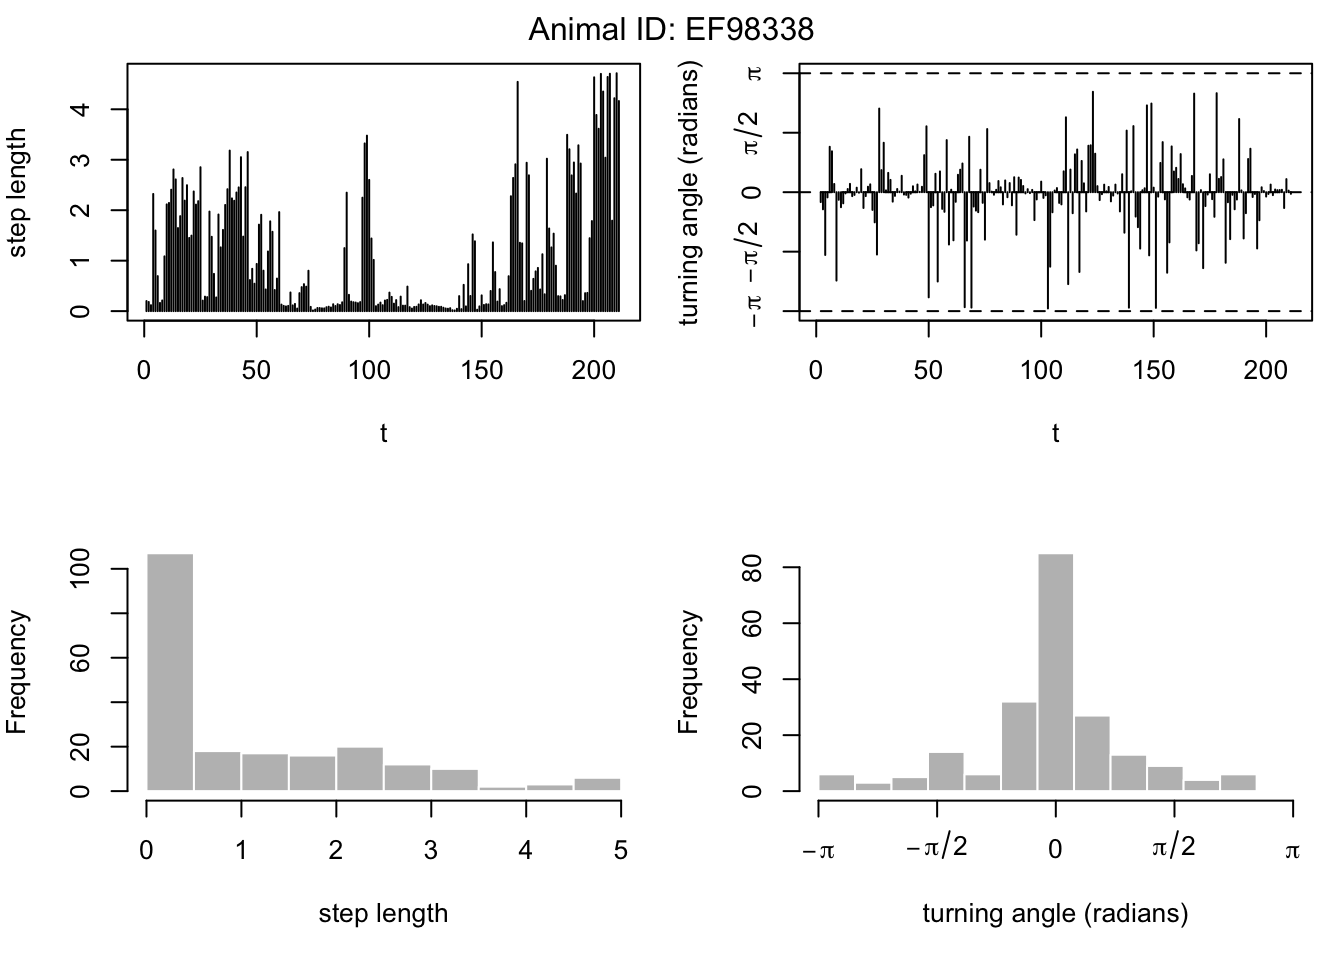 Animal ID: EF98338
step length
4
3
2
1
0
0 50 100 150 200
t
turning angle (radians)
π
π/2
0
−π/2
−π
0 50 100 150 200
t
Frequency
100
60
20
0
0 1 2 3 4 5
step length
Frequency
80
60
40
20
0
−π −π/2 0 π/2 π
turning angle (radians)